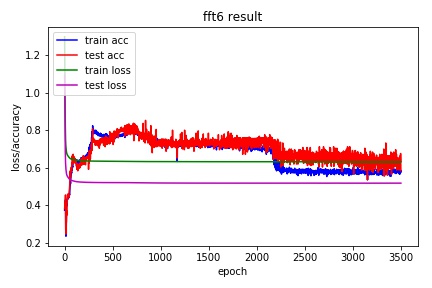 fft6 result
train acc
test acc
train loss
test loss
loss/accuracy
1.2
1.0
0.8
0.6
0.4
0.2
0 500 1000 1500 2000 2500 3000 3500
epoch